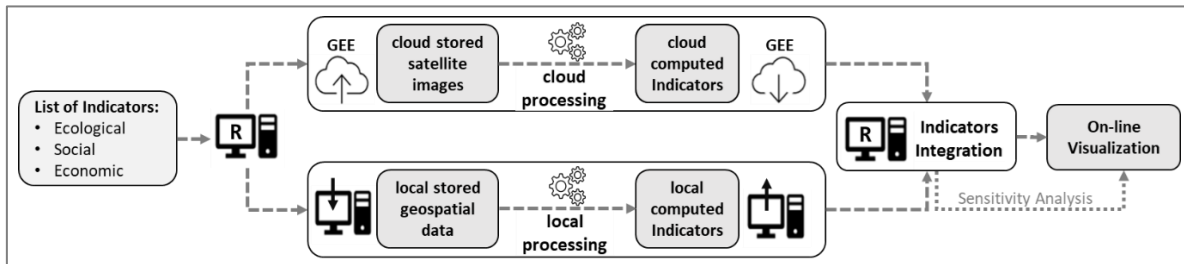 List of Indicators:
• Ecological
• Social
• Economic
R
GEE
cloud stored
satellite
images
cloud
processing
cloud
computed
Indicators
GEE
local stored
geospatial
data
local
processing
local
computed
Indicators
R
Indicators
Integration
On-line
Visualization
Sensitivity Analysis